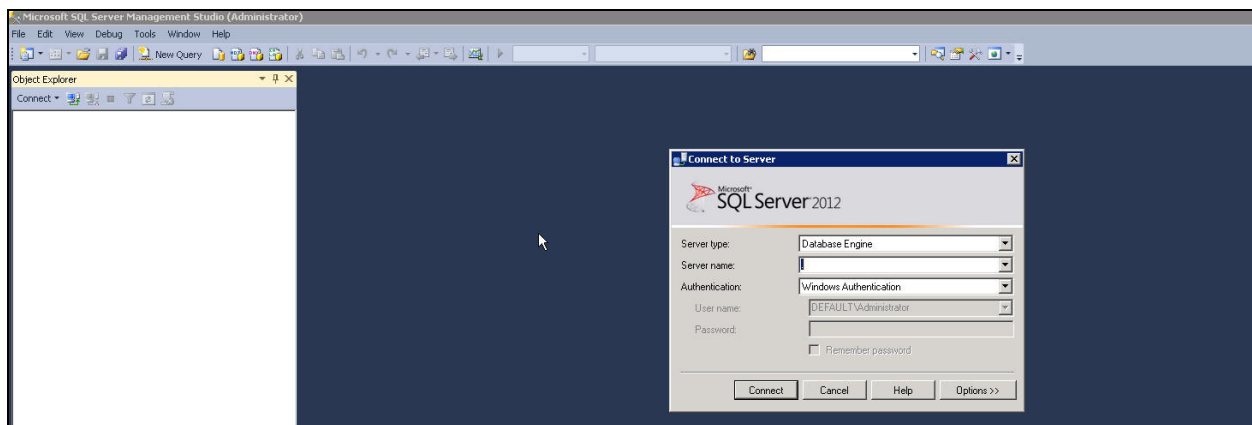 Microsoft SQL Server Management Studio (Administrator)
File Edit View Debug Tools Window Help
New Query
Object Explorer
Connect
Connect to Server
Microsoft
SQL Server 2012
Server type: Database Engine
Server name: .
Authentication: Windows Authentication
User name: DEFAULT\Administrator
Password:
Remember password
Connect Cancel Help Options >>